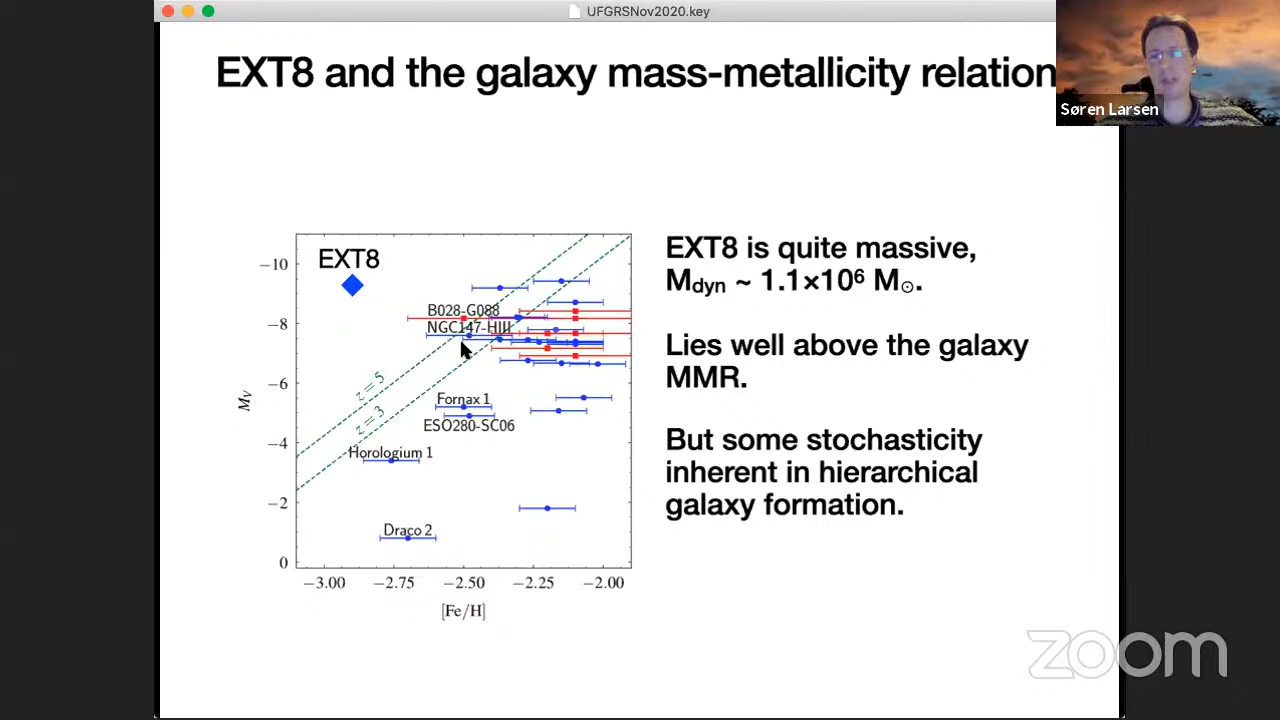 UFGRSNov2020.key
EXT8 and the galaxy mass-metallicity relation
Søren Larsen
EXT8
B028-G088
NGC147-HIII
Fornax 1
ESO280-SC06
Horologium 1
Draco 2
z = 5
z = 3
M_V
−10
−8
−6
−4
−2
0
−3.00 −2.75 −2.50 −2.25 −2.00
[Fe/H]
EXT8 is quite massive,
Mdyn ~ 1.1×10⁶ M☉.
Lies well above the galaxy
MMR.
But some stochasticity
inherent in hierarchical
galaxy formation.
zoom